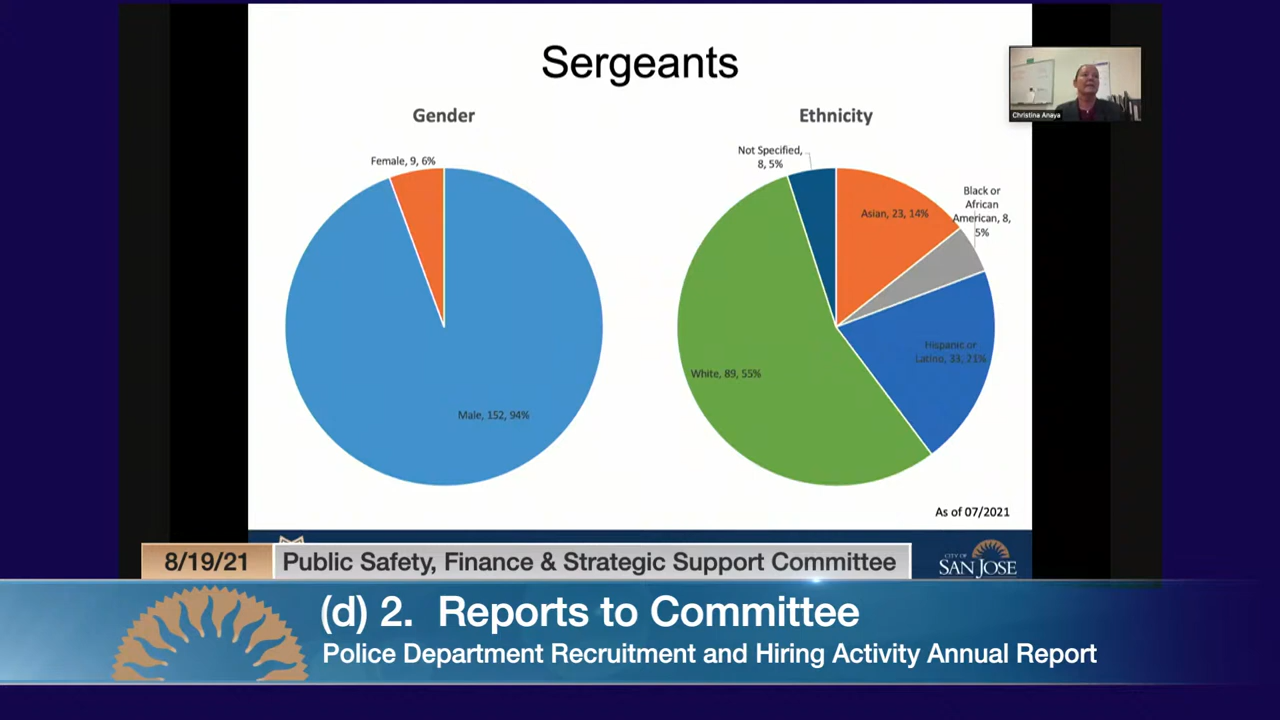 Sergeants
Gender
Female, 9, 6%
Male, 152, 94%
Ethnicity
Not Specified,
8, 5%
Asian, 23, 14%
Black or
African
American, 8,
5%
Hispanic or
Latino, 33, 21%
White, 89, 55%
As of 07/2021
Christina Anaya
8/19/21
Public Safety, Finance & Strategic Support Committee
CITY OF
SAN JOSE
(d) 2. Reports to Committee
Police Department Recruitment and Hiring Activity Annual Report